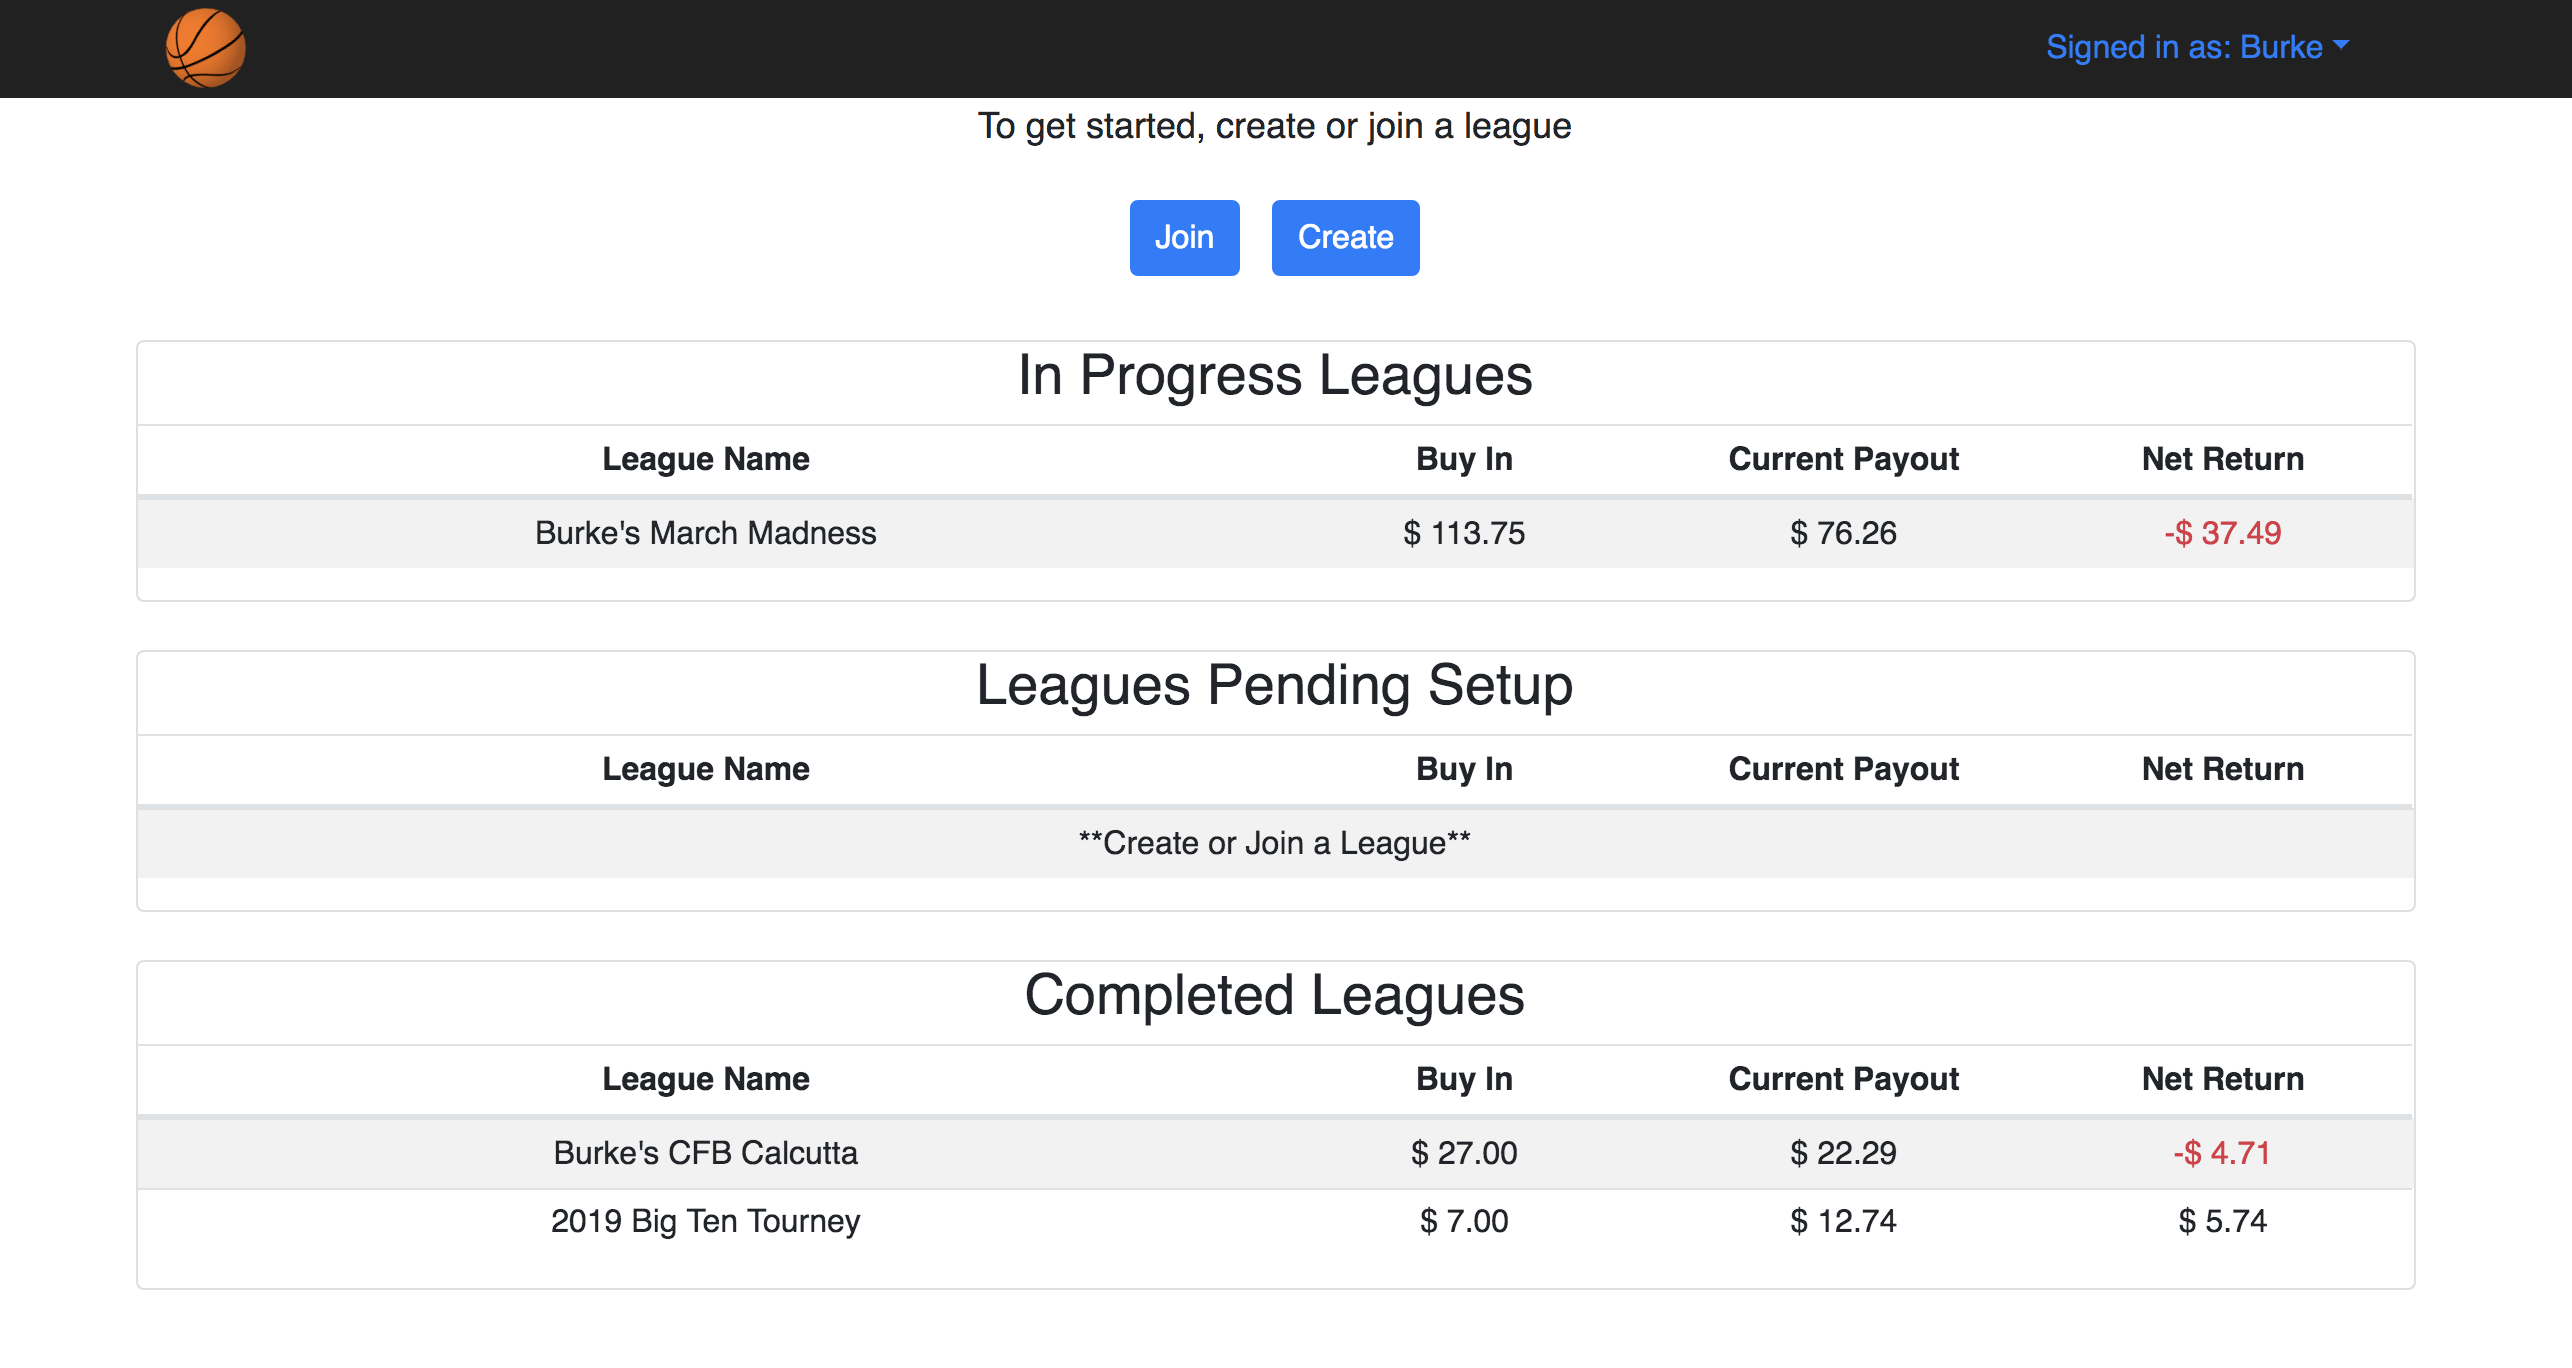 Signed in as: Burke
To get started, create or join a league
Join Create
In Progress Leagues
League Name Buy In Current Payout Net Return
Burke's March Madness $ 113.75 $ 76.26 -$ 37.49
Leagues Pending Setup
League Name Buy In Current Payout Net Return
**Create or Join a League**
Completed Leagues
League Name Buy In Current Payout Net Return
Burke's CFB Calcutta $ 27.00 $ 22.29 -$ 4.71
2019 Big Ten Tourney $ 7.00 $ 12.74 $ 5.74